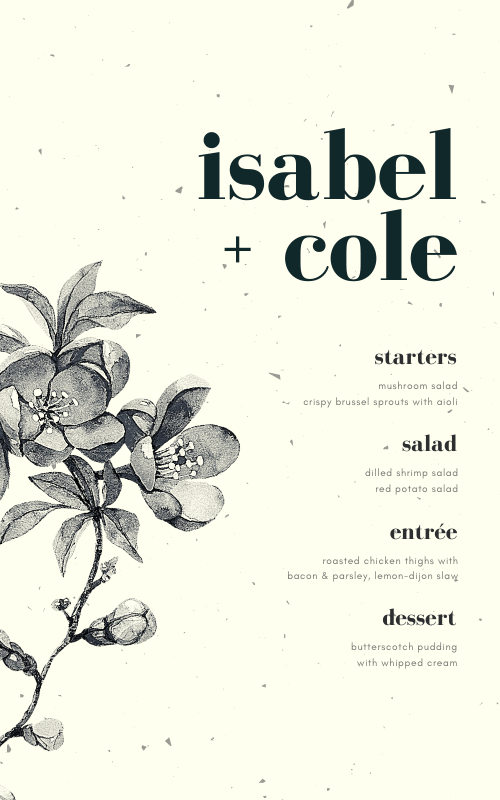 isabel
+ cole
starters
mushroom salad
crispy brussel sprouts with aioli
salad
dilled shrimp salad
red potato salad
entrée
roasted chicken thighs with
bacon & parsley, lemon-dijon slaw
dessert
butterscotch pudding
with whipped cream